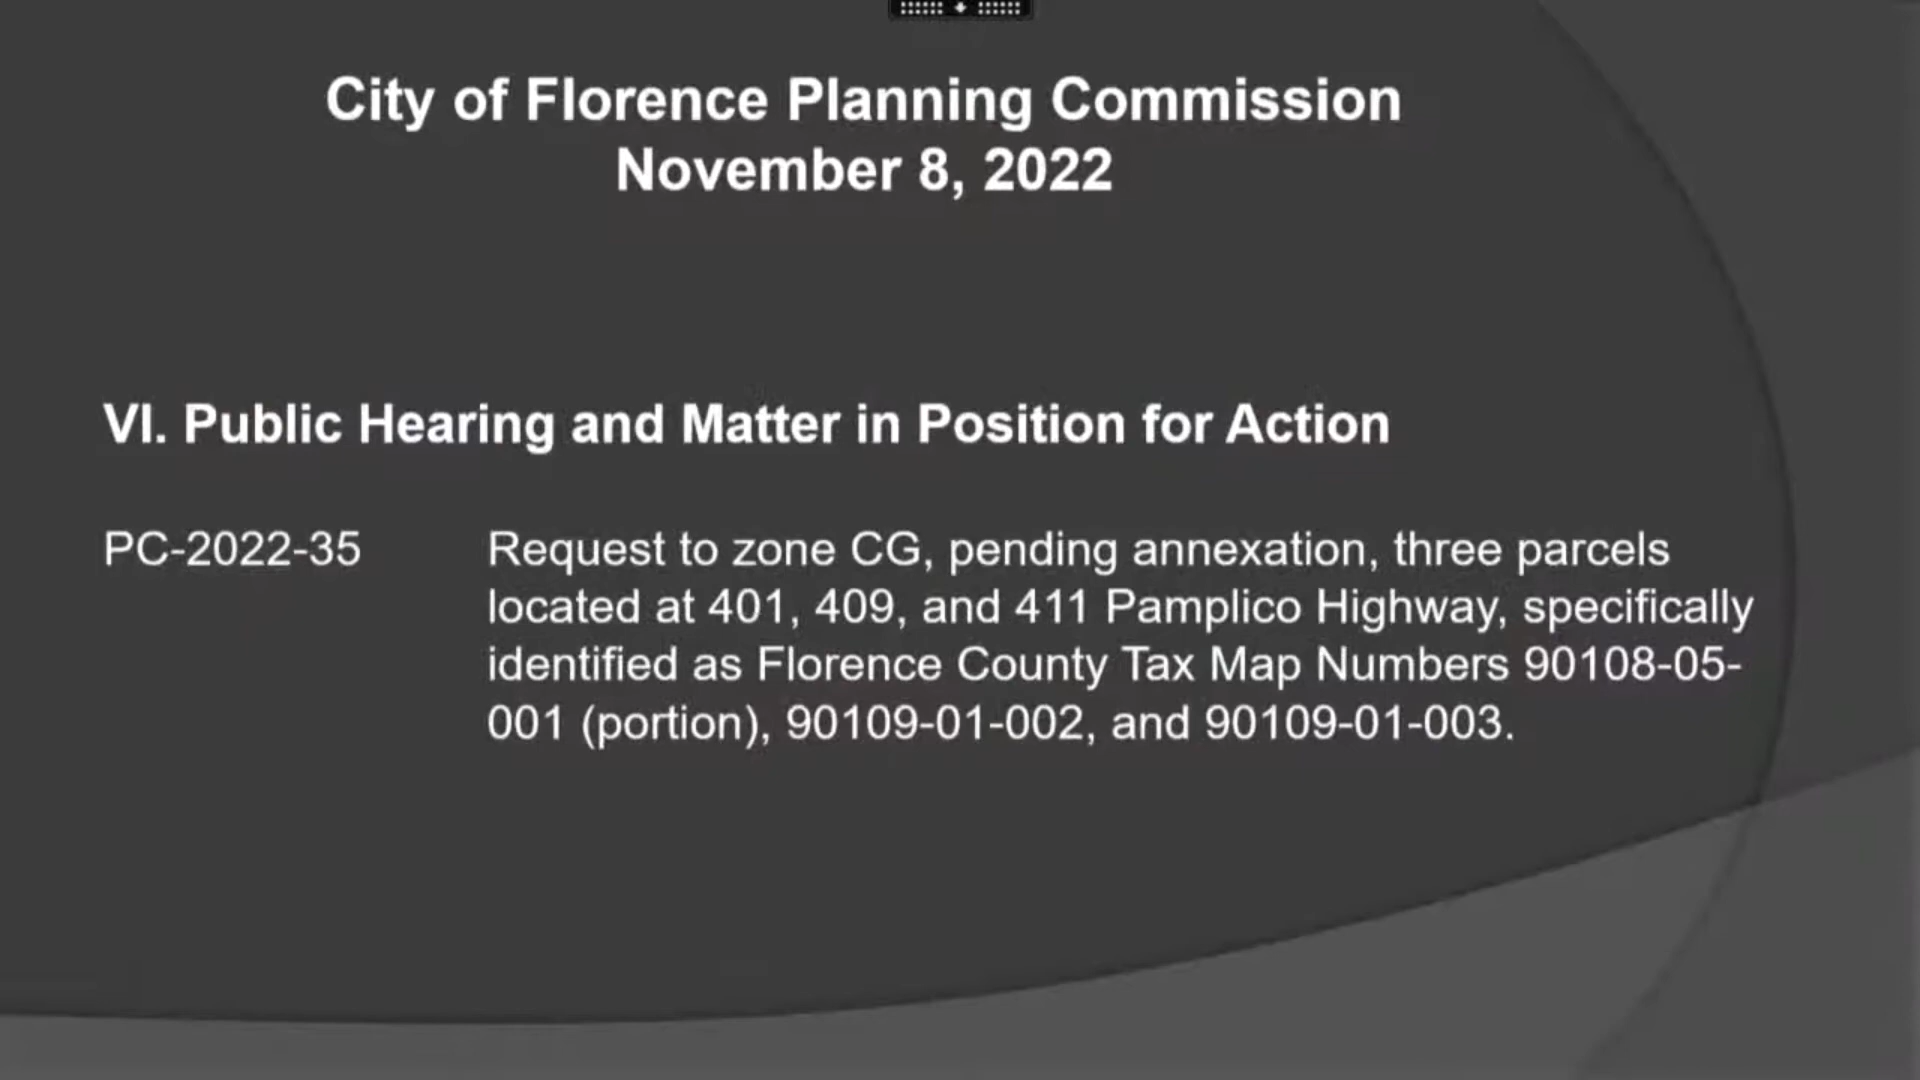 City of Florence Planning Commission
November 8, 2022
VI. Public Hearing and Matter in Position for Action
PC-2022-35 Request to zone CG, pending annexation, three parcels
located at 401, 409, and 411 Pamplico Highway, specifically
identified as Florence County Tax Map Numbers 90108-05-
001 (portion), 90109-01-002, and 90109-01-003.